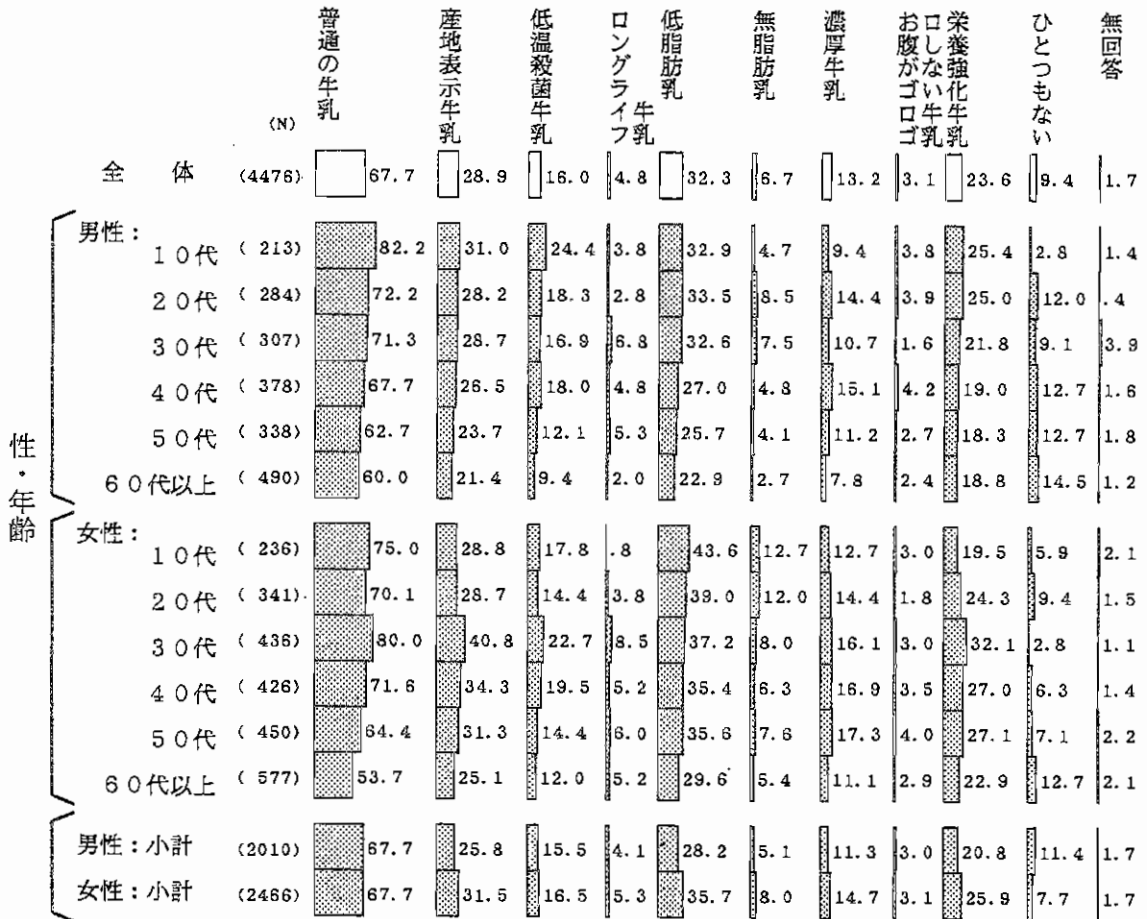 普通の牛乳
産地表示牛乳
低温殺菌牛乳
ロングライフ
牛乳
低脂肪乳
無脂肪乳
濃厚牛乳
お腹がゴロゴ
ロしない牛乳
栄養強化牛乳
ひとつもない
無回答
(N)
全体 (4476) 67.7 28.9 16.0 4.8 32.3 6.7 13.2 3.1 23.6 9.4 1.7
性・年齢
男性：
10代 ( 213) 82.2 31.0 24.4 3.8 32.9 4.7 9.4 3.8 25.4 2.8 1.4
20代 ( 284) 72.2 28.2 18.3 2.8 33.5 8.5 14.4 3.9 25.0 12.0 .4
30代 ( 307) 71.3 28.7 16.9 6.8 32.6 7.5 10.7 1.6 21.8 9.1 3.9
40代 ( 378) 67.7 26.5 18.0 4.8 27.0 4.8 15.1 4.2 19.0 12.7 1.6
50代 ( 338) 62.7 23.7 12.1 5.3 25.7 4.1 11.2 2.7 18.3 12.7 1.8
60代以上 ( 490) 60.0 21.4 9.4 2.0 22.9 2.7 7.8 2.4 18.8 14.5 1.2
女性：
10代 ( 236) 75.0 28.8 17.8 .8 43.6 12.7 12.7 3.0 19.5 5.9 2.1
20代 ( 341) 70.1 28.7 14.4 3.8 39.0 12.0 14.4 1.8 24.3 9.4 1.5
30代 ( 436) 80.0 40.8 22.7 8.5 37.2 8.0 16.1 3.0 32.1 2.8 1.1
40代 ( 426) 71.6 34.3 19.5 5.2 35.4 6.3 16.9 3.5 27.0 6.3 1.4
50代 ( 450) 64.4 31.3 14.4 6.0 35.6 7.6 17.3 4.0 27.1 7.1 2.2
60代以上 ( 577) 53.7 25.1 12.0 5.2 29.6 5.4 11.1 2.9 22.9 12.7 2.1
男性：小計 (2010) 67.7 25.8 15.5 4.1 28.2 5.1 11.3 3.0 20.8 11.4 1.7
女性：小計 (2466) 67.7 31.5 16.5 5.3 35.7 8.0 14.7 3.1 25.9 7.7 1.7